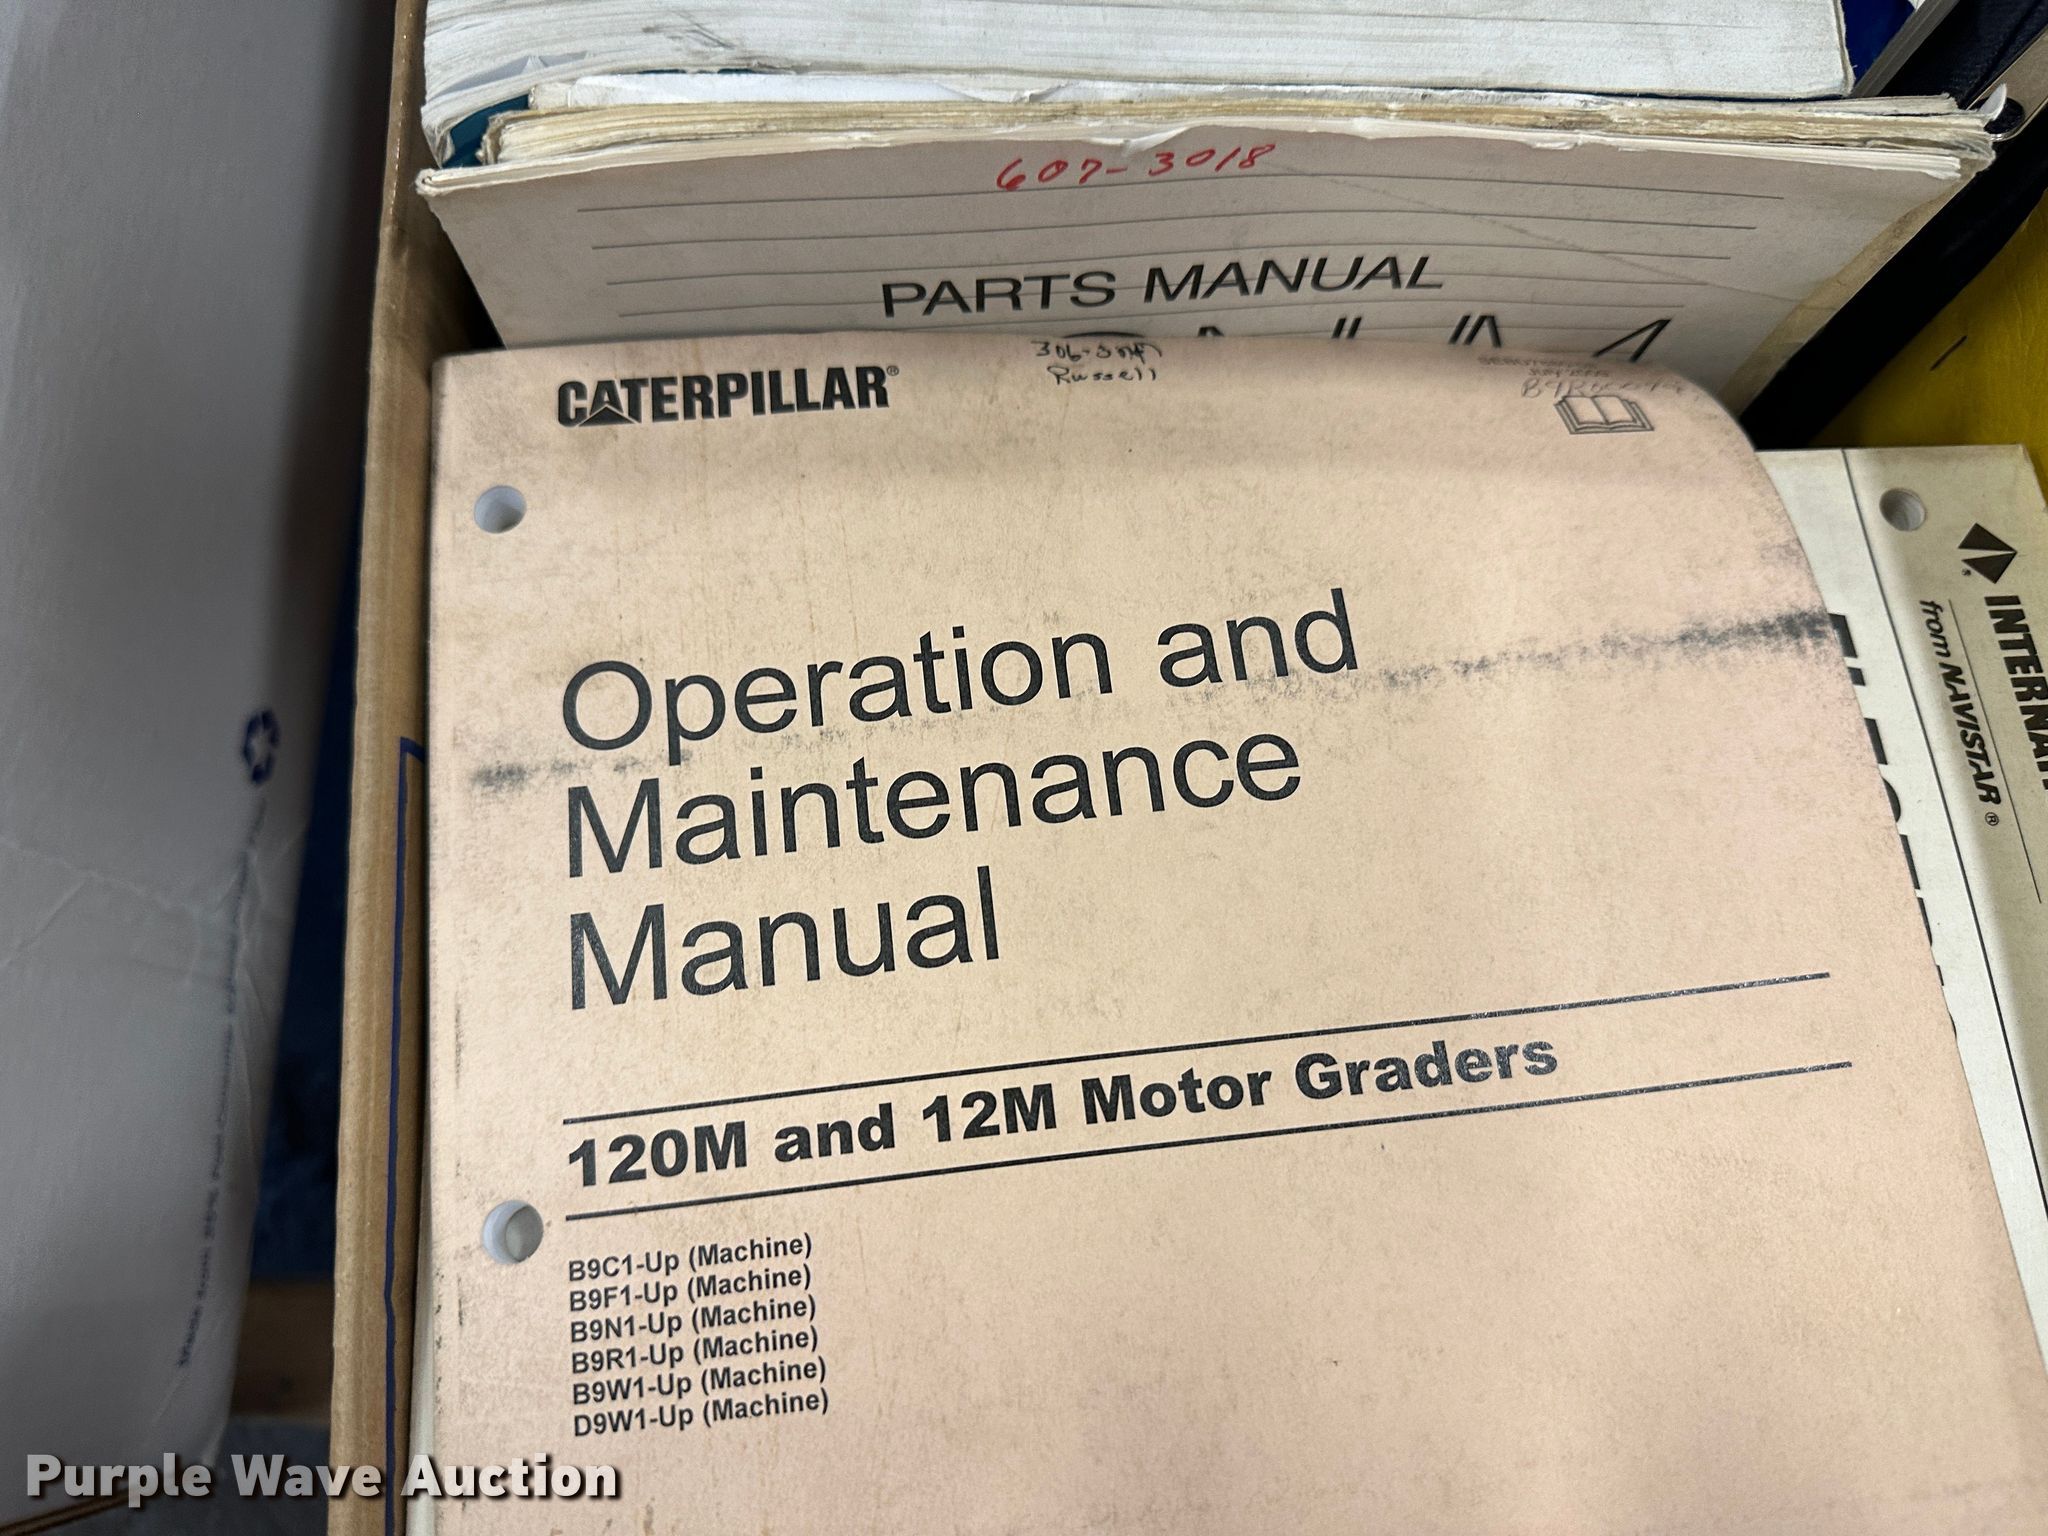 607-3018
PARTS MANUAL
CATERPILLAR®
Russell
Operation and
Maintenance
Manual
120M and 12M Motor Graders
B9C1-Up (Machine)
B9F1-Up (Machine)
B9N1-Up (Machine)
B9R1-Up (Machine)
B9W1-Up (Machine)
D9W1-Up (Machine)
from NAVISTAR®
Purple Wave Auction